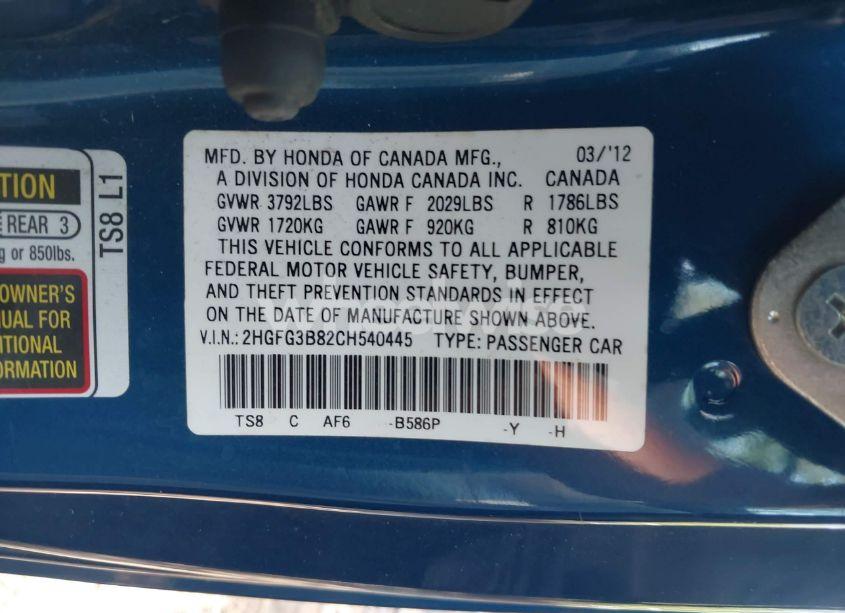 TION
REAR 3
g or 850lbs.
OWNER'S
UAL FOR
ITIONAL
FORMATION
TS8 L1
MFD. BY HONDA OF CANADA MFG., 03/'12
A DIVISION OF HONDA CANADA INC. CANADA
GVWR 3792LBS GAWR F 2029LBS R 1786LBS
GVWR 1720KG GAWR F 920KG R 810KG
THIS VEHICLE CONFORMS TO ALL APPLICABLE
FEDERAL MOTOR VEHICLE SAFETY, BUMPER,
AND THEFT PREVENTION STANDARDS IN EFFECT
ON THE DATE OF MANUFACTURE SHOWN ABOVE.
V.I.N.: 2HGFG3B82CH540445 TYPE: PASSENGER CAR
TS8 C AF6 -B586P -Y -H